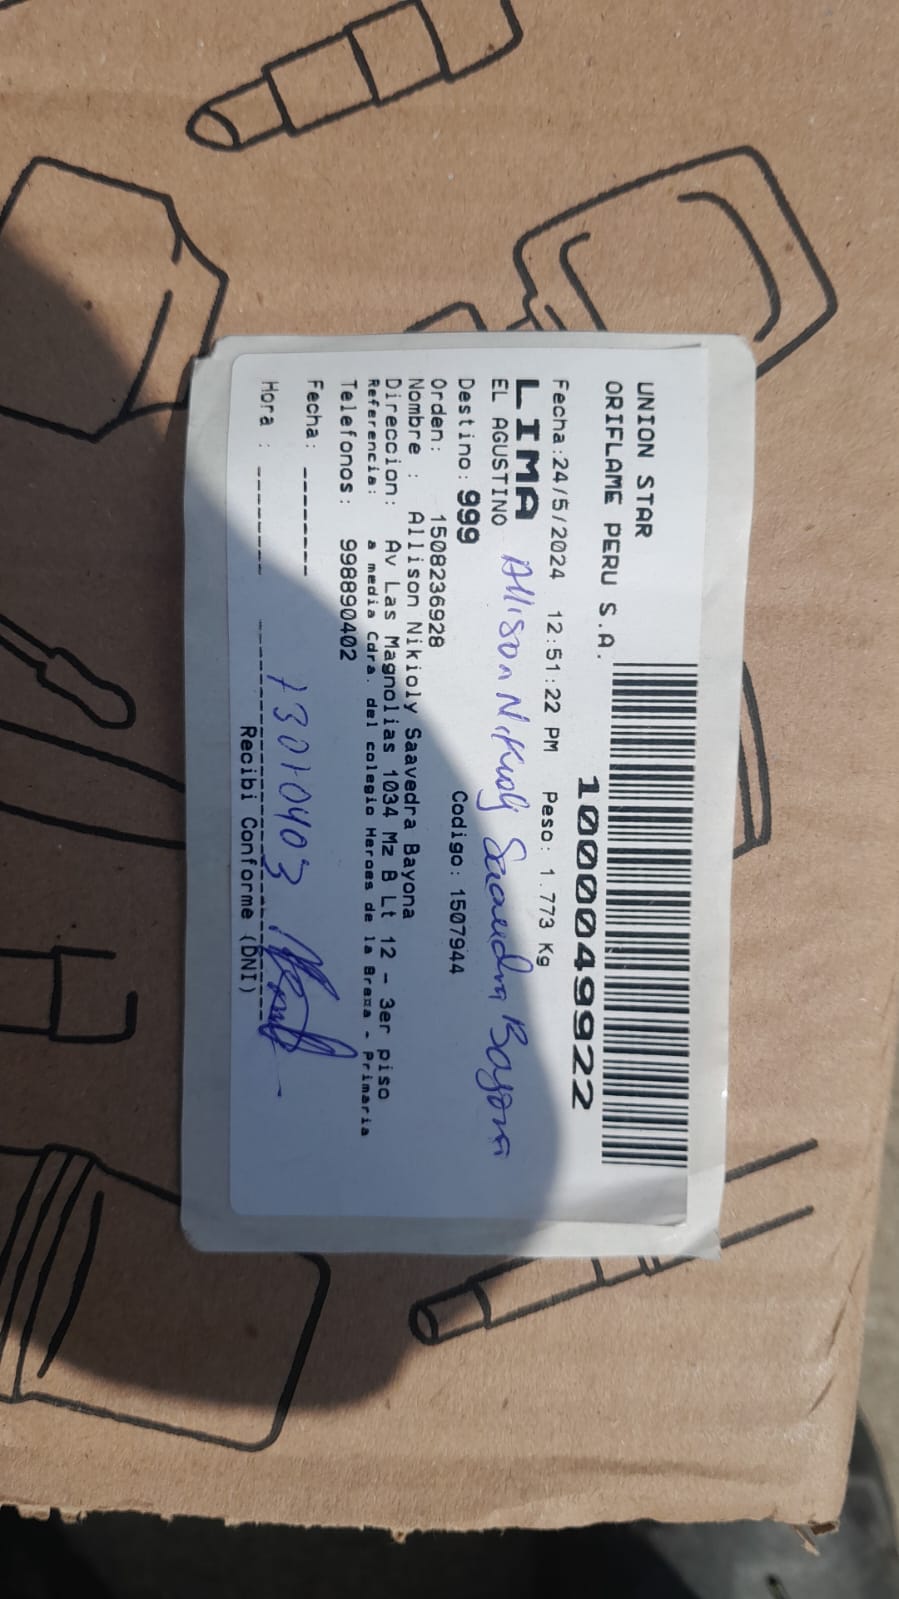 UNION STAR
ORIFLAME PERU S.A.
10000049922
Fecha:24/5/2024 12:51:22 PM Peso: 1.773 Kg
LIMA
Allison Nikioly Saavedra Bayona
EL AGUSTINO
Destino: 999 Codigo: 1507944
Orden: 1508236928
Nombre : Allison Nikioly Saavedra Bayona
Direccion: Av Las Magnolias 1034 Mz B Lt 12 - 3er piso
Referencia: a media Cdra. del colegio Heroes de la Breña - Primaria
Telefonos: 998890402
Fecha: -------
Hora : -------
73010403
Recibi Conforme (DNI)